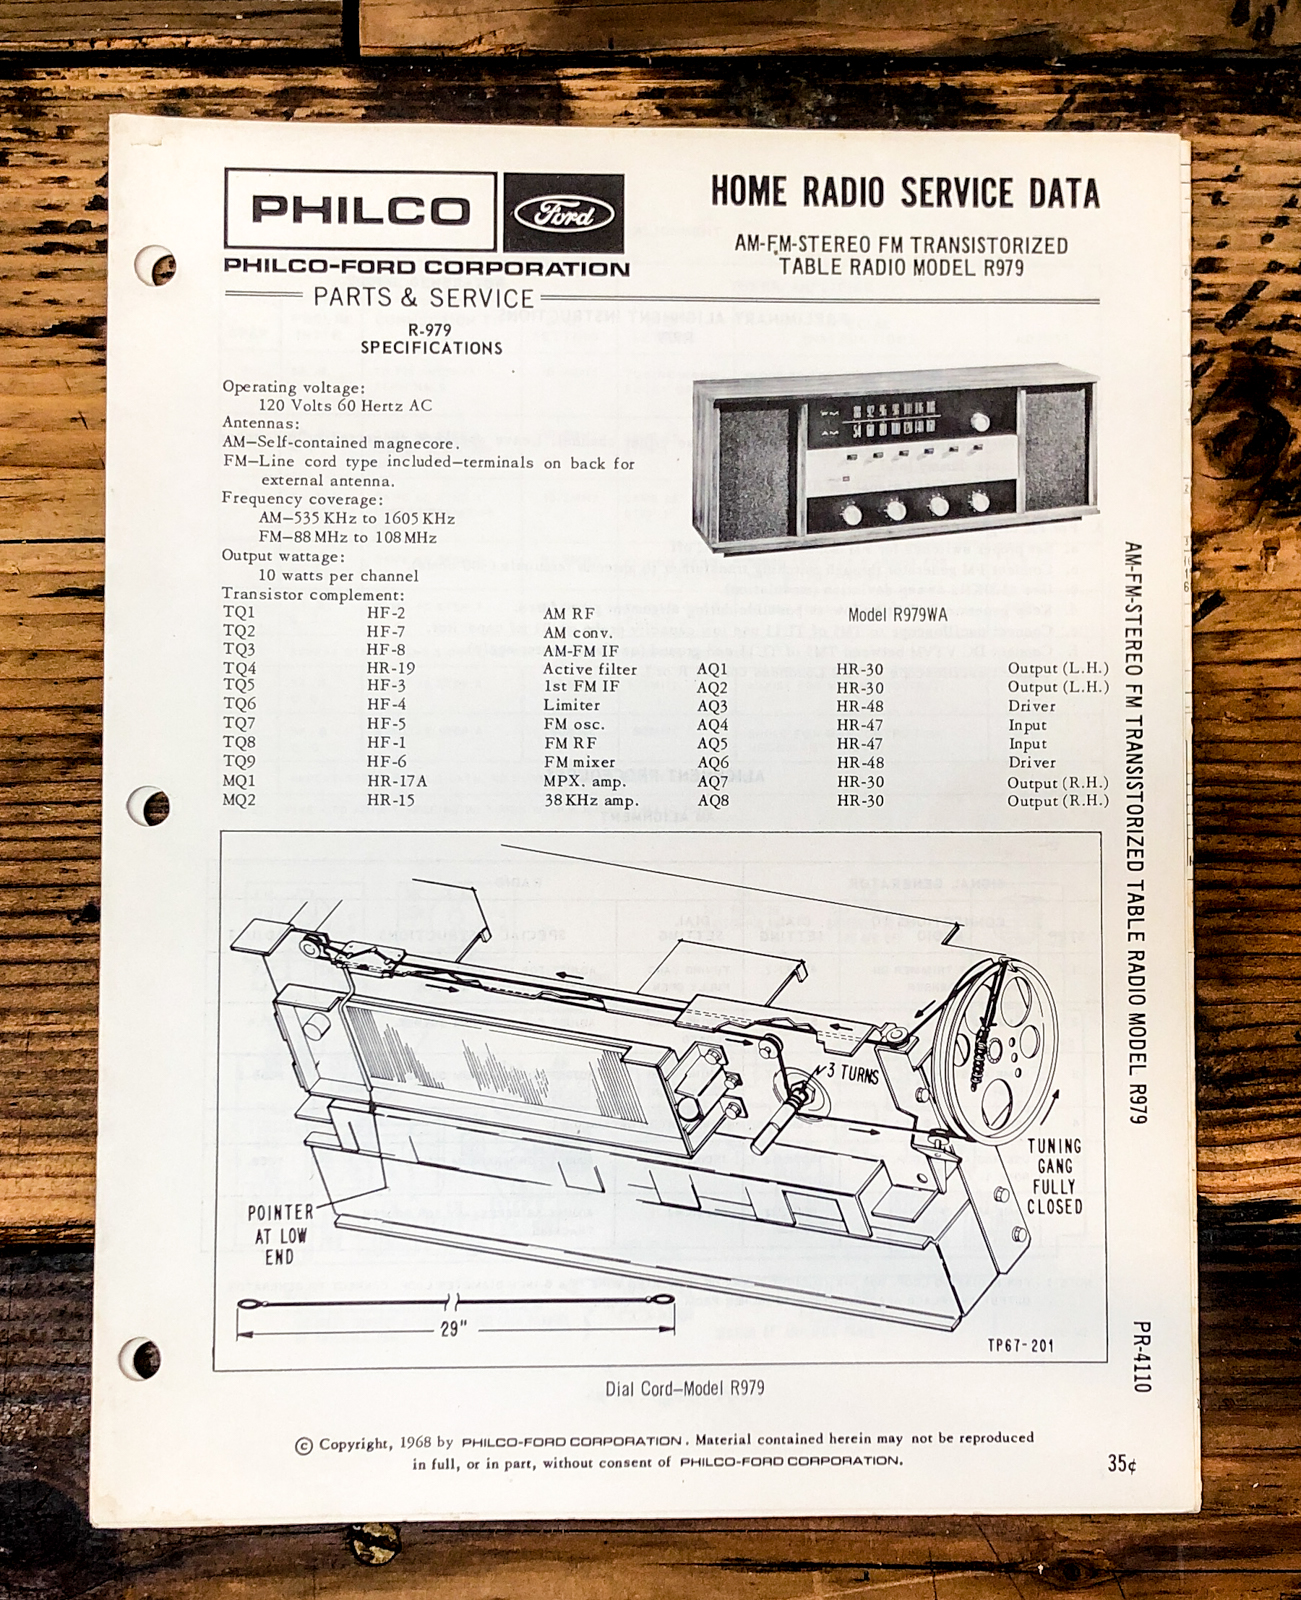 PHILCO
Ford
PHILCO-FORD CORPORATION
PARTS & SERVICE
HOME RADIO SERVICE DATA
AM-FM-STEREO FM TRANSISTORIZED
TABLE RADIO MODEL R979
R-979
SPECIFICATIONS
Operating voltage:
120 Volts 60 Hertz AC
Antennas:
AM—Self-contained magnecore.
FM—Line cord type included—terminals on back for
external antenna.
Frequency coverage:
AM—535 KHz to 1605 KHz
FM—88 MHz to 108 MHz
Output wattage:
10 watts per channel
Transistor complement:
Model R979WA
TQ1 HF-2 AM RF
TQ2 HF-7 AM conv.
TQ3 HF-8 AM-FM IF
TQ4 HR-19 Active filter AQ1 HR-30 Output (L.H.)
TQ5 HF-3 1st FM IF AQ2 HR-30 Output (L.H.)
TQ6 HF-4 Limiter AQ3 HR-48 Driver
TQ7 HF-5 FM osc. AQ4 HR-47 Input
TQ8 HF-1 FM RF AQ5 HR-47 Input
TQ9 HF-6 FM mixer AQ6 HR-48 Driver
MQ1 HR-17A MPX. amp. AQ7 HR-30 Output (R.H.)
MQ2 HR-15 38 KHz amp. AQ8 HR-30 Output (R.H.)
3 TURNS
TUNING
GANG
FULLY
CLOSED
POINTER
AT LOW
END
29"
TP67-201
Dial Cord—Model R979
© Copyright, 1968 by PHILCO-FORD CORPORATION. Material contained herein may not be reproduced
in full, or in part, without consent of PHILCO-FORD CORPORATION.
35¢
AM-FM-STEREO FM TRANSISTORIZED TABLE RADIO MODEL R979
PR-4110